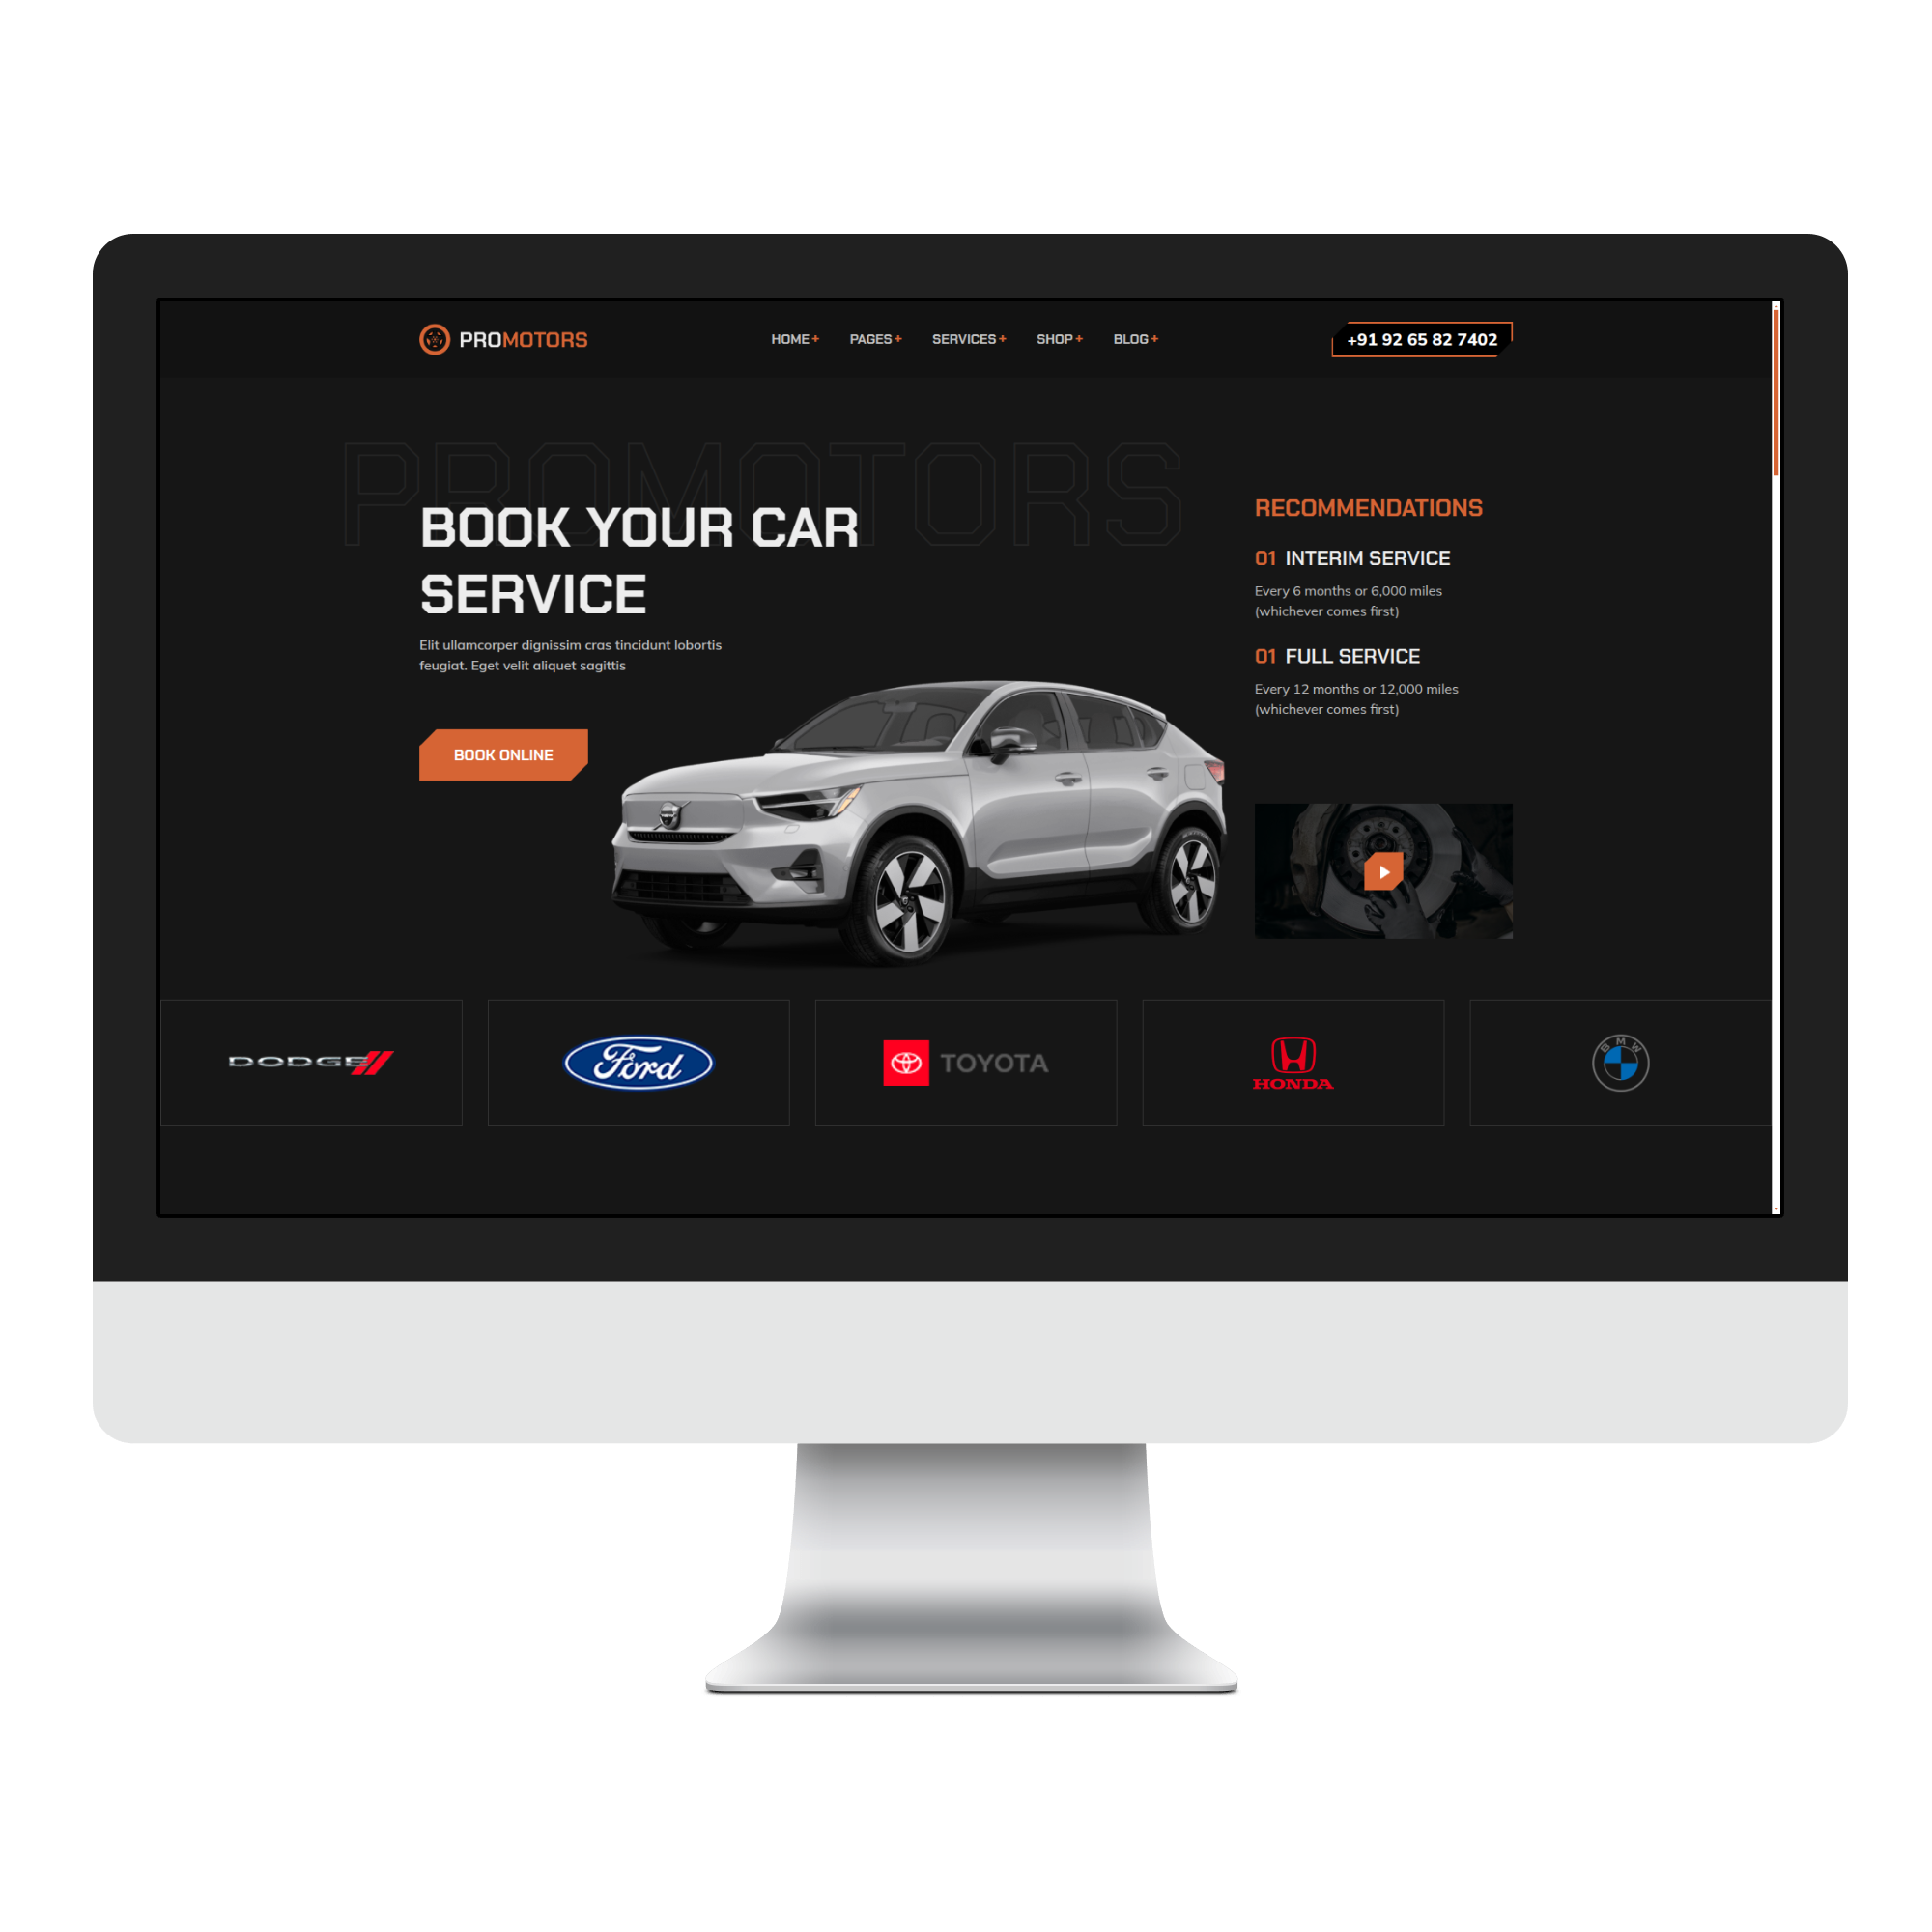 PROMOTORS
HOME+ PAGES+ SERVICES+ SHOP+ BLOG+
+91 92 65 82 7402
PROMOTORS
BOOK YOUR CAR
SERVICE
Elit ullamcorper dignissim cras tincidunt lobortis
feugiat. Eget velit aliquet sagittis
BOOK ONLINE
RECOMMENDATIONS
01 INTERIM SERVICE
Every 6 months or 6,000 miles
(whichever comes first)
01 FULL SERVICE
Every 12 months or 12,000 miles
(whichever comes first)
DODGE
Ford
TOYOTA
HONDA
BMW